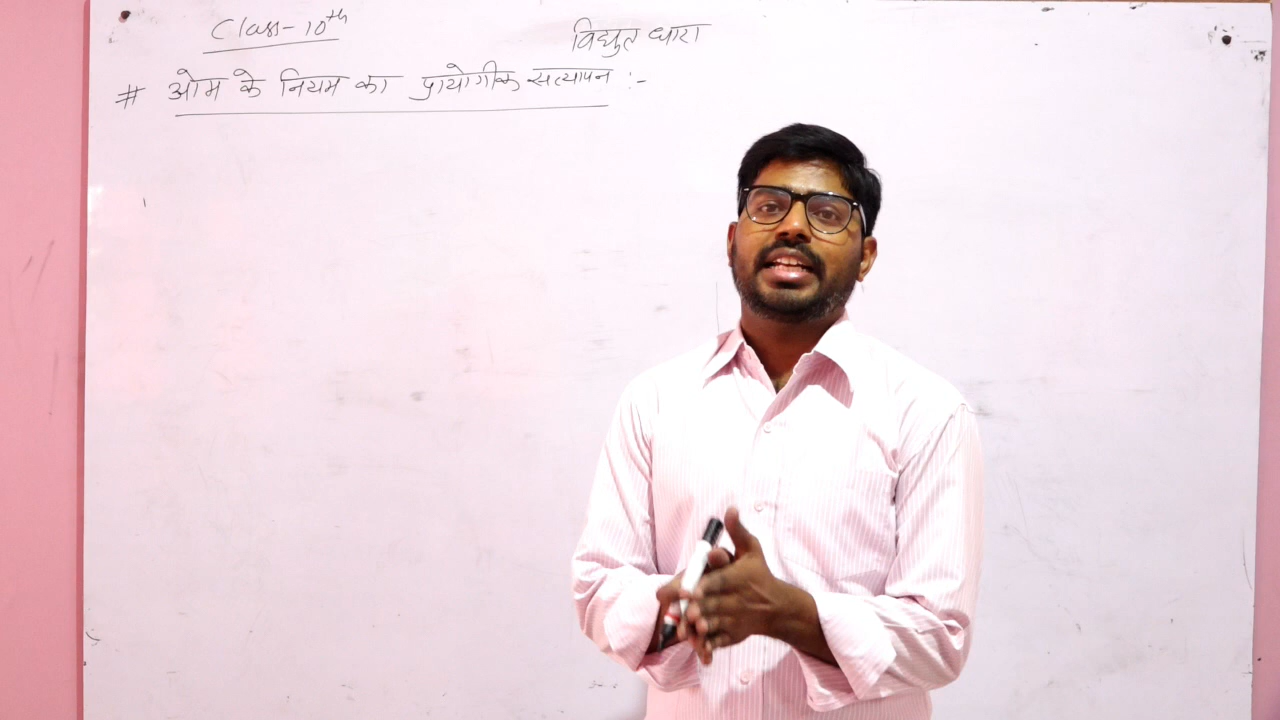 Class-10th
विद्युत धारा
# ओम के नियम का प्रायोगीक सत्यापन :-